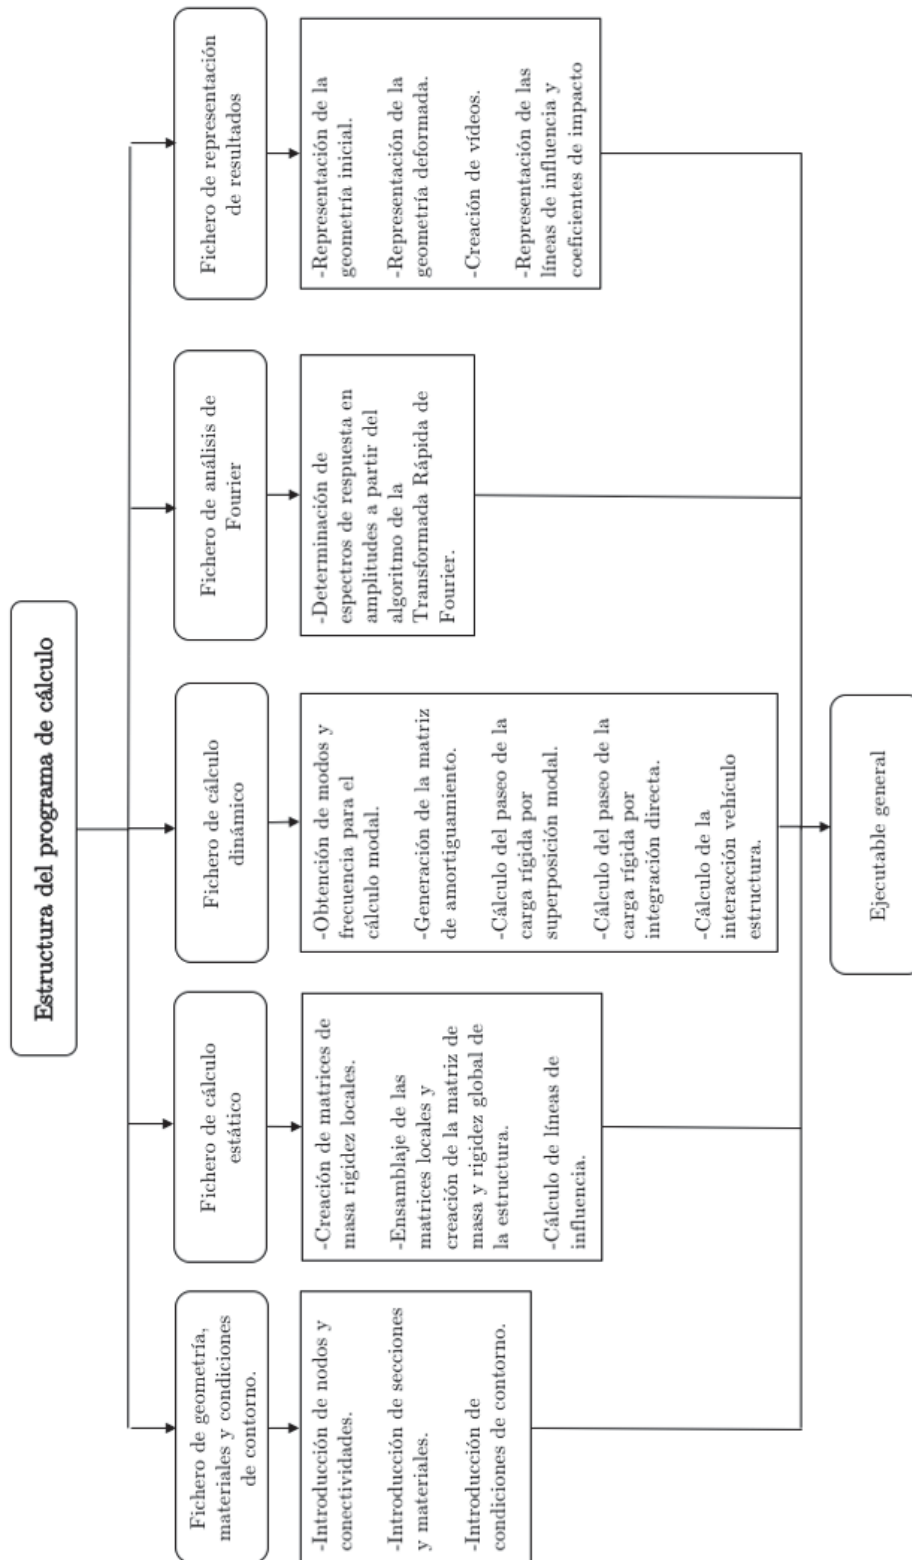 Estructura del programa de cálculo
Fichero de geometría,
materiales y condiciones
de contorno.
-Introducción de nodos y
conectividades.
-Introducción de secciones
y materiales.
-Introducción de
condiciones de contorno.
Fichero de cálculo
estático
-Creación de matrices de
masa rigidez locales.
-Ensamblaje de las
matrices locales y
creación de la matriz de
masa y rigidez global de
la estructura.
-Cálculo de líneas de
influencia.
Fichero de cálculo
dinámico
-Obtención de modos y
frecuencia para el
cálculo modal.
-Generación de la matriz
de amortiguamiento.
-Cálculo del paseo de la
carga rígida por
superposición modal.
-Cálculo del paseo de la
carga rígida por
integración directa.
-Cálculo de la
interacción vehículo
estructura.
Fichero de análisis de
Fourier
-Determinación de
espectros de respuesta en
amplitudes a partir del
algoritmo de la
Transformada Rápida de
Fourier.
Fichero de representación
de resultados
-Representación de la
geometría inicial.
-Representación de la
geometría deformada.
-Creación de vídeos.
-Representación de las
líneas de influencia y
coeficientes de impacto
Ejecutable general